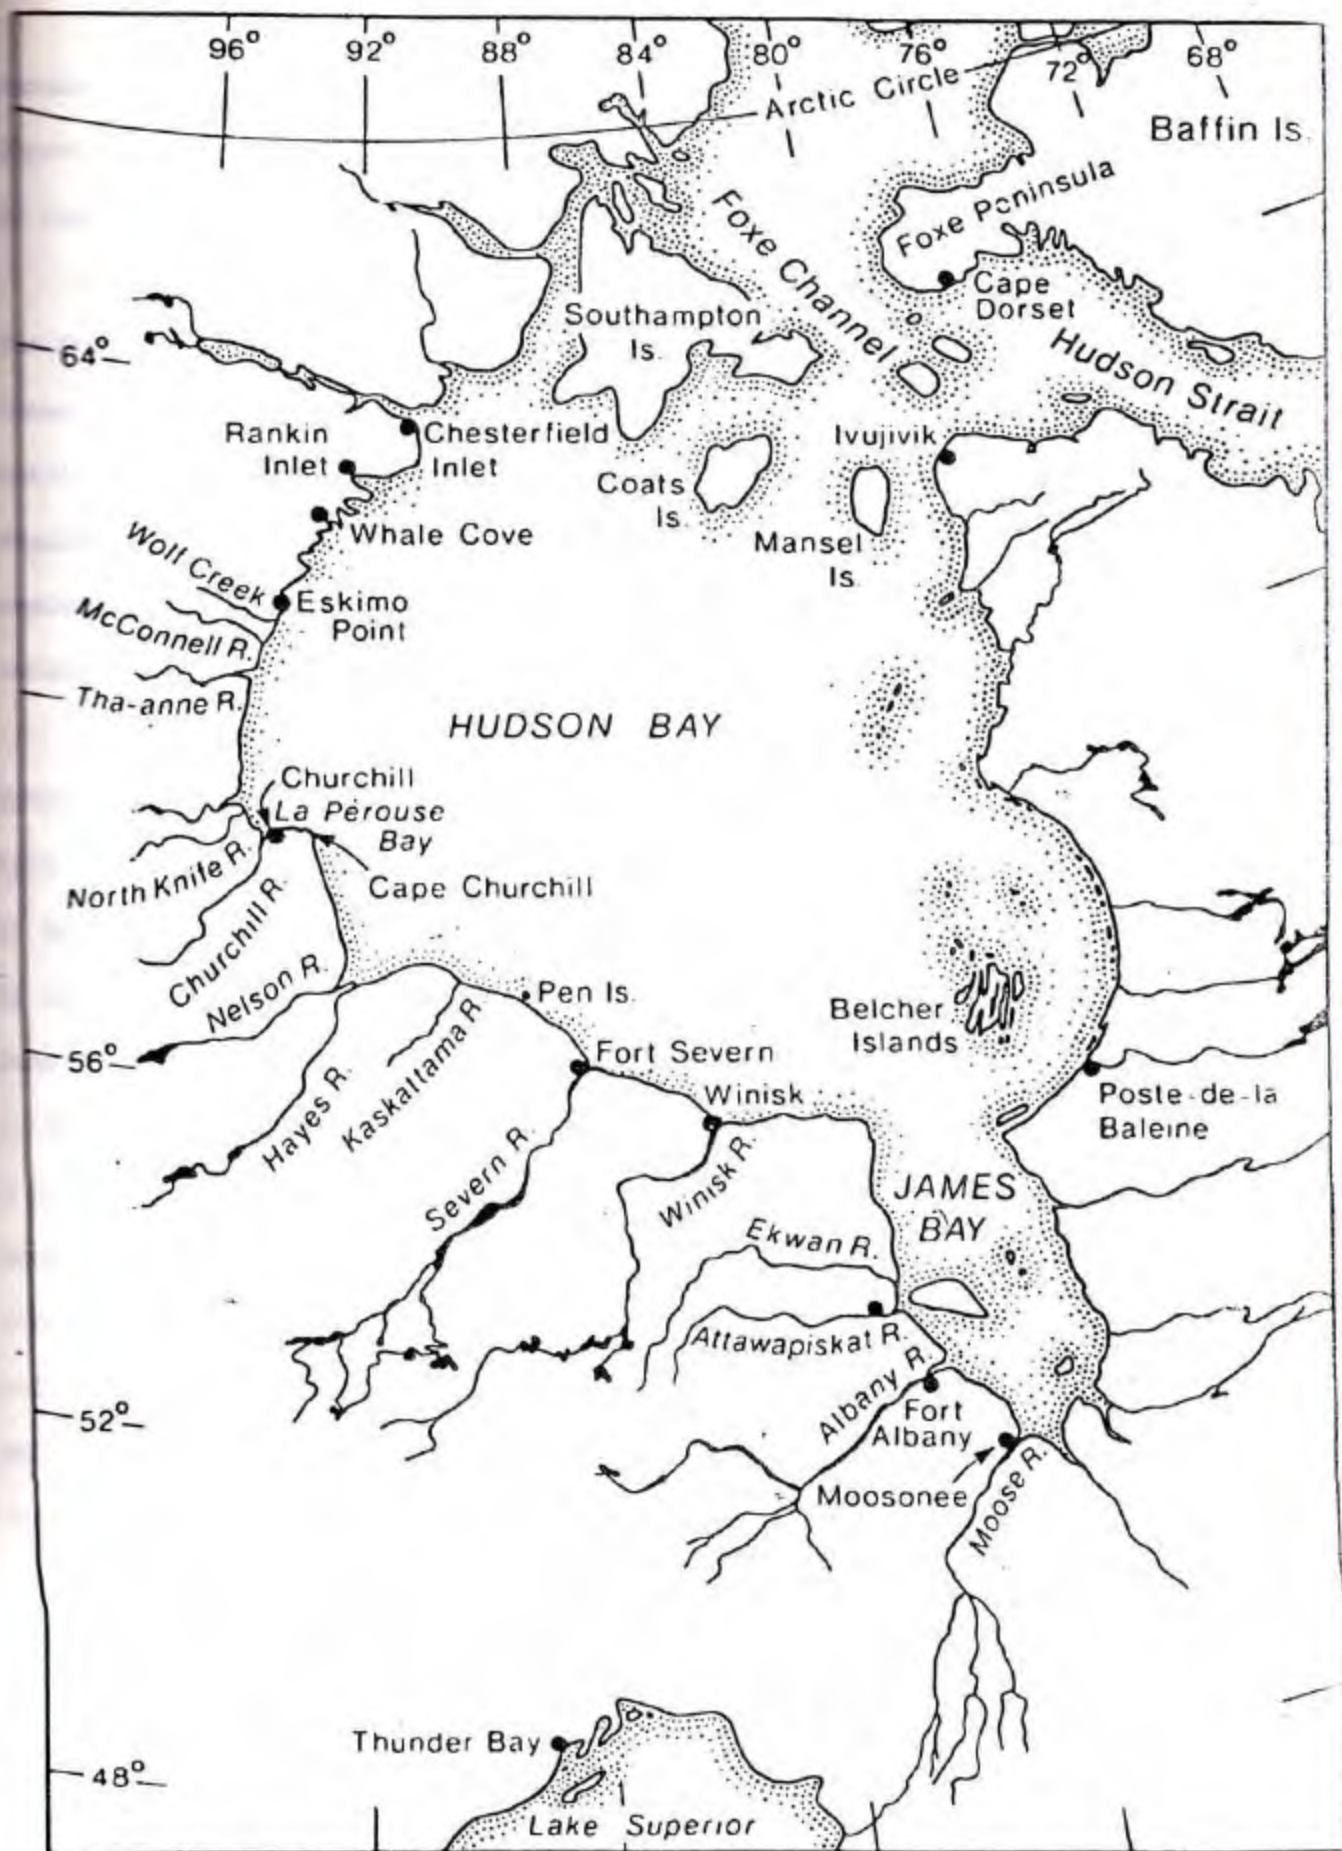 96°
92°
88°
84°
80°
76°
72°
68°
Arctic Circle
Baffin Is.
Foxe Peninsula
Foxe Channel
Cape
Dorset
Southampton
Is.
Hudson Strait
64°
Rankin
Inlet
Chesterfield
Inlet
Ivujivik
Coats
Is.
Whale Cove
Mansel
Is.
Wolf Creek
Eskimo
Point
McConnell R.
Tha-anne R.
HUDSON BAY
Churchill
La Pérouse
Bay
North Knife R.
Cape Churchill
Churchill R.
Nelson R.
Pen Is.
Belcher
Islands
56°
Fort Severn
Hayes R.
Kaskattama R
Winisk
Poste-de-la
Baleine
Severn R.
Winisk R.
JAMES
BAY
Ekwan R.
Attawapiskat R.
Albany R.
52°
Fort
Albany
Moosonee
Moose R.
Thunder Bay
48°
Lake Superior